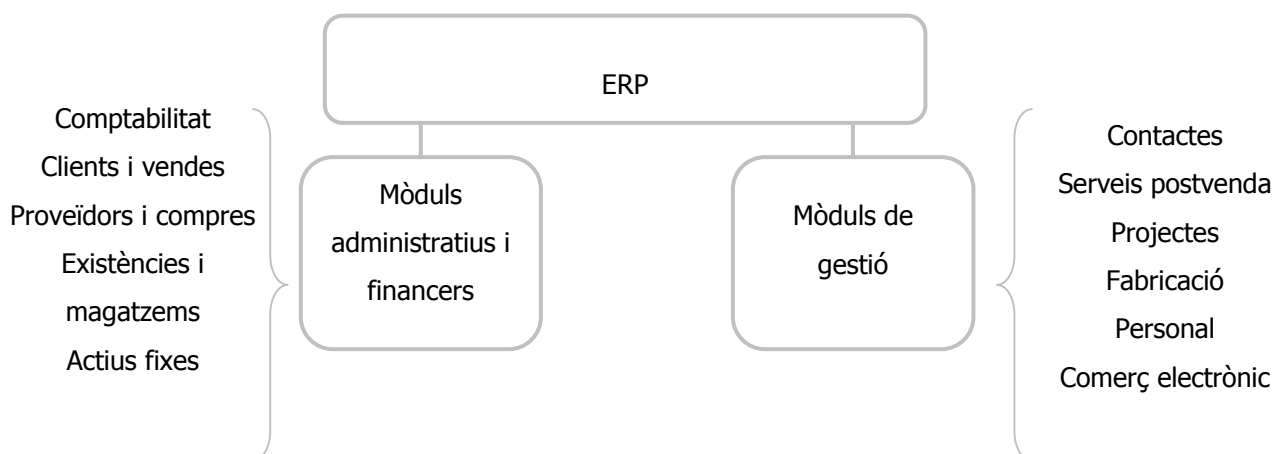 ERP
Comptabilitat
Clients i vendes
Proveïdors i compres
Existències i
magatzems
Actius fixes
Mòduls
administratius i
financers
Mòduls de
gestió
Contactes
Serveis postvenda
Projectes
Fabricació
Personal
Comerç electrònic